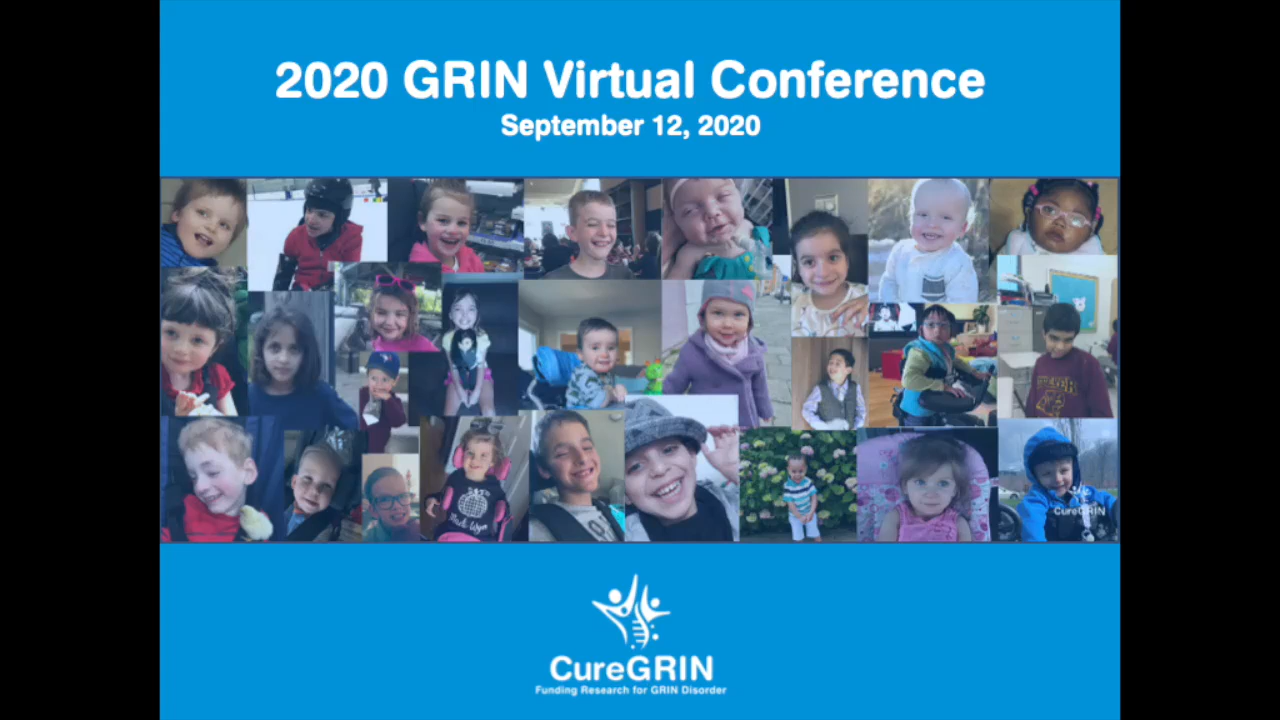 2020 GRIN Virtual Conference
September 12, 2020
CureGRIN
CureGRIN
Funding Research for GRIN Disorder